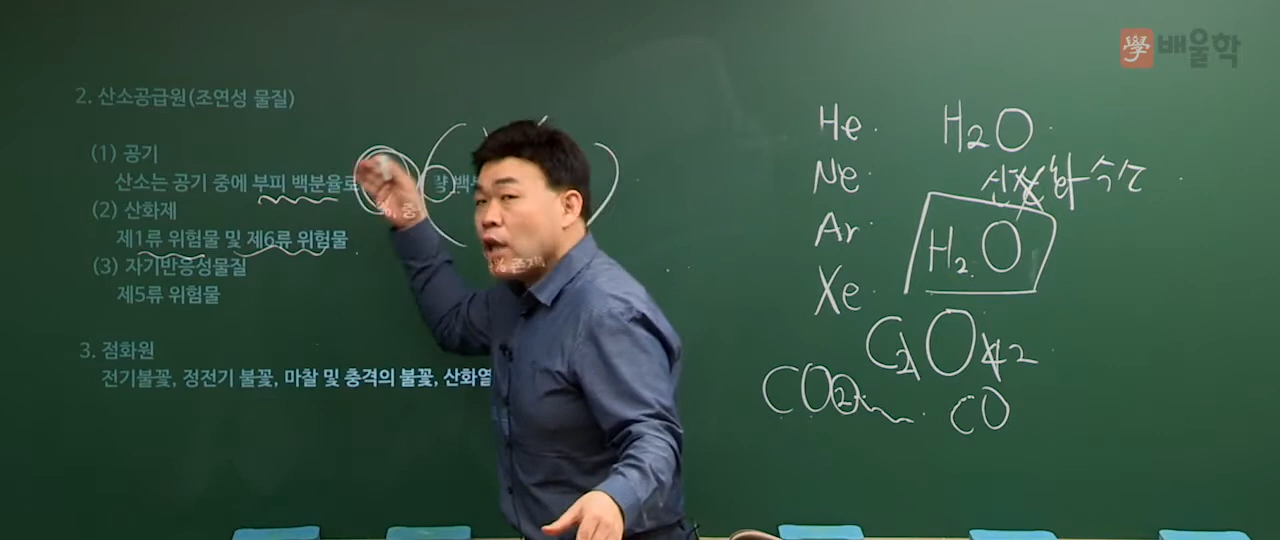 學 배울학
2. 산소공급원(조연성 물질)
(1) 공기
산소는 공기 중에 부피 백분율로
(2) 산화제
제1류 위험물 및 제6류 위험물
(3) 자기반응성물질
제5류 위험물
3. 점화원
전기불꽃, 정전기 불꽃, 마찰 및 충격의 불꽃, 산화열
He
Ne
Ar
Xe
H2O
화 수소
H2O
CO2
CO